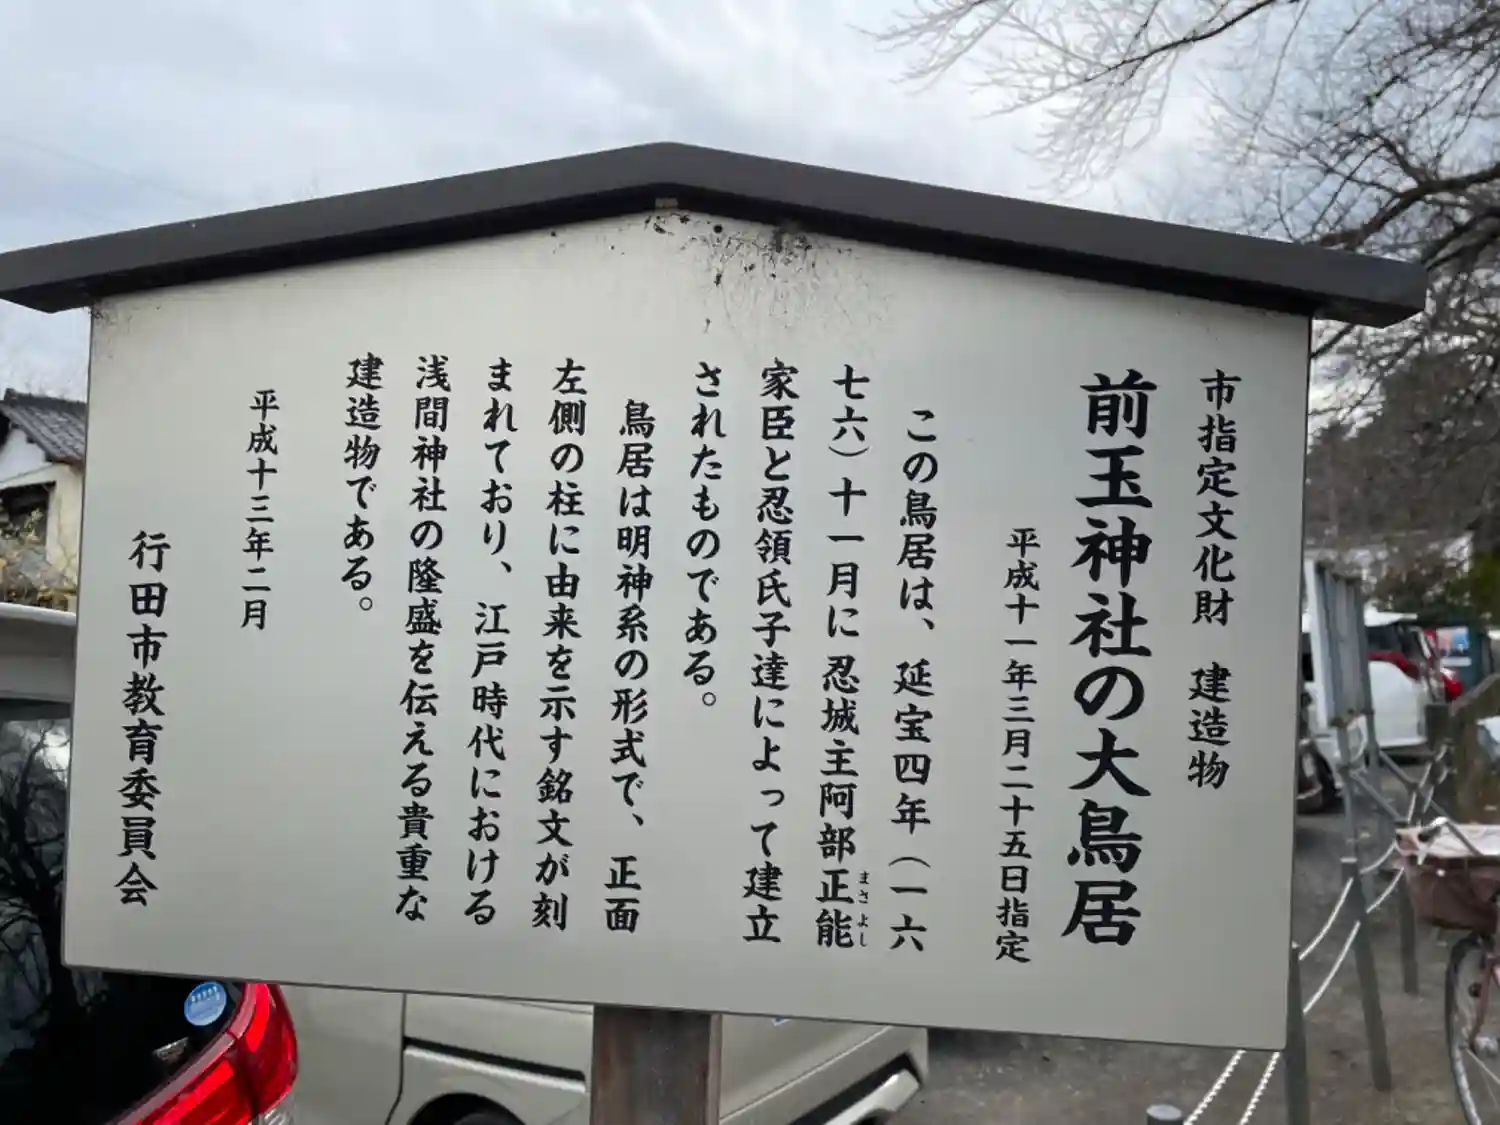 市指定文化財　建造物
前玉神社の大鳥居
平成十一年三月二十五日指定
この鳥居は、延宝四年（一六
七六）十一月に忍城主阿部正能
まさよし
家臣と忍領氏子達によって建立
されたものである。
鳥居は明神系の形式で、正面
左側の柱に由来を示す銘文が刻
まれており、江戸時代における
浅間神社の隆盛を伝える貴重な
建造物である。
平成十三年二月
行田市教育委員会